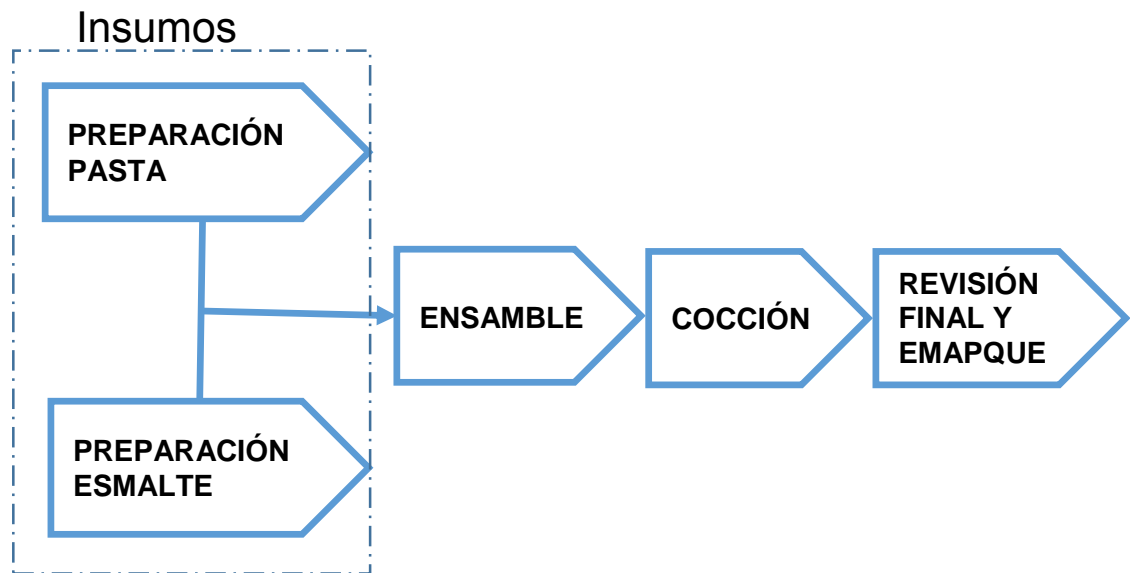 Insumos
PREPARACIÓN
PASTA
PREPARACIÓN
ESMALTE
ENSAMBLE
COCCIÓN
REVISIÓN
FINAL Y
EMAPQUE